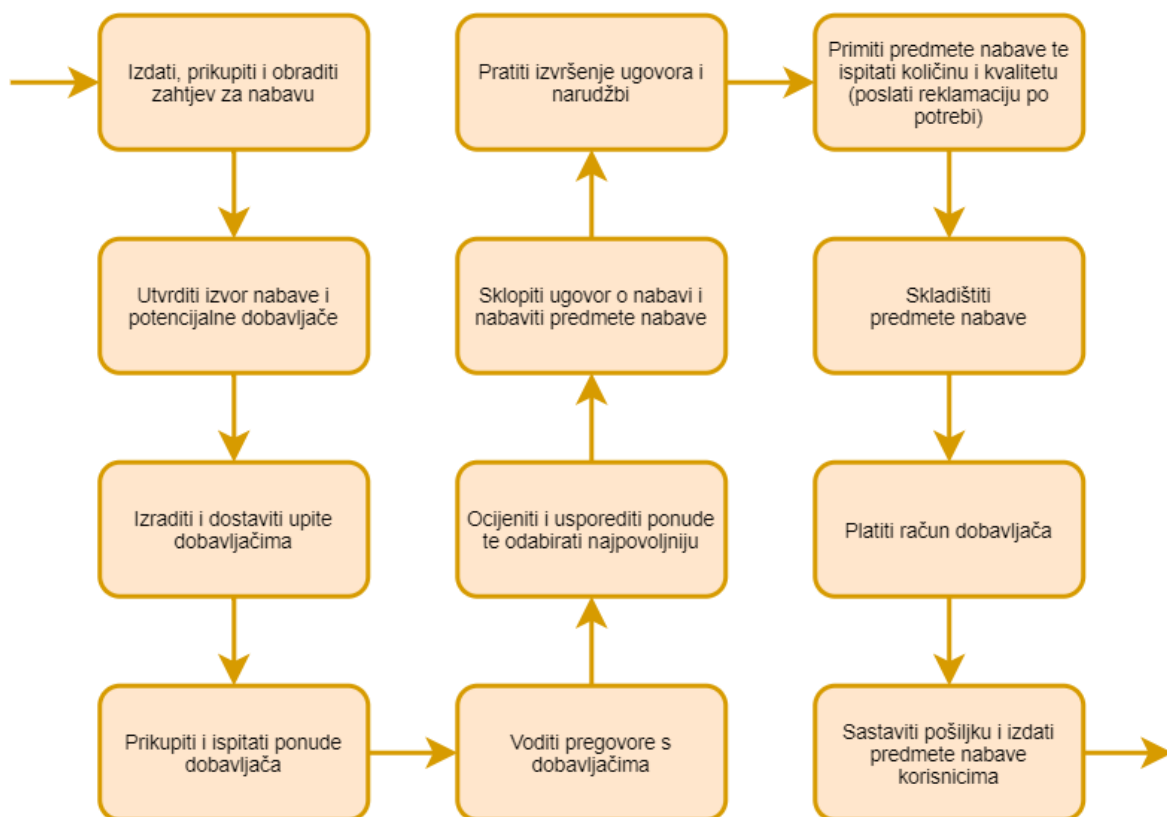 Izdati, prikupiti i obraditi
zahtjev za nabavu
Utvrditi izvor nabave i
potencijalne dobavljače
Izraditi i dostaviti upite
dobavljačima
Prikupiti i ispitati ponude
dobavljača
Voditi pregovore s
dobavljačima
Ocijeniti i usporediti ponude
te odabirati najpovoljniju
Sklopiti ugovor o nabavi i
nabaviti predmete nabave
Pratiti izvršenje ugovora i
narudžbi
Primiti predmete nabave te
ispitati količinu i kvalitetu
(poslati reklamaciju po
potrebi)
Skladištiti
predmete nabave
Platiti račun dobavljača
Sastaviti pošiljku i izdati
predmete nabave
korisnicima